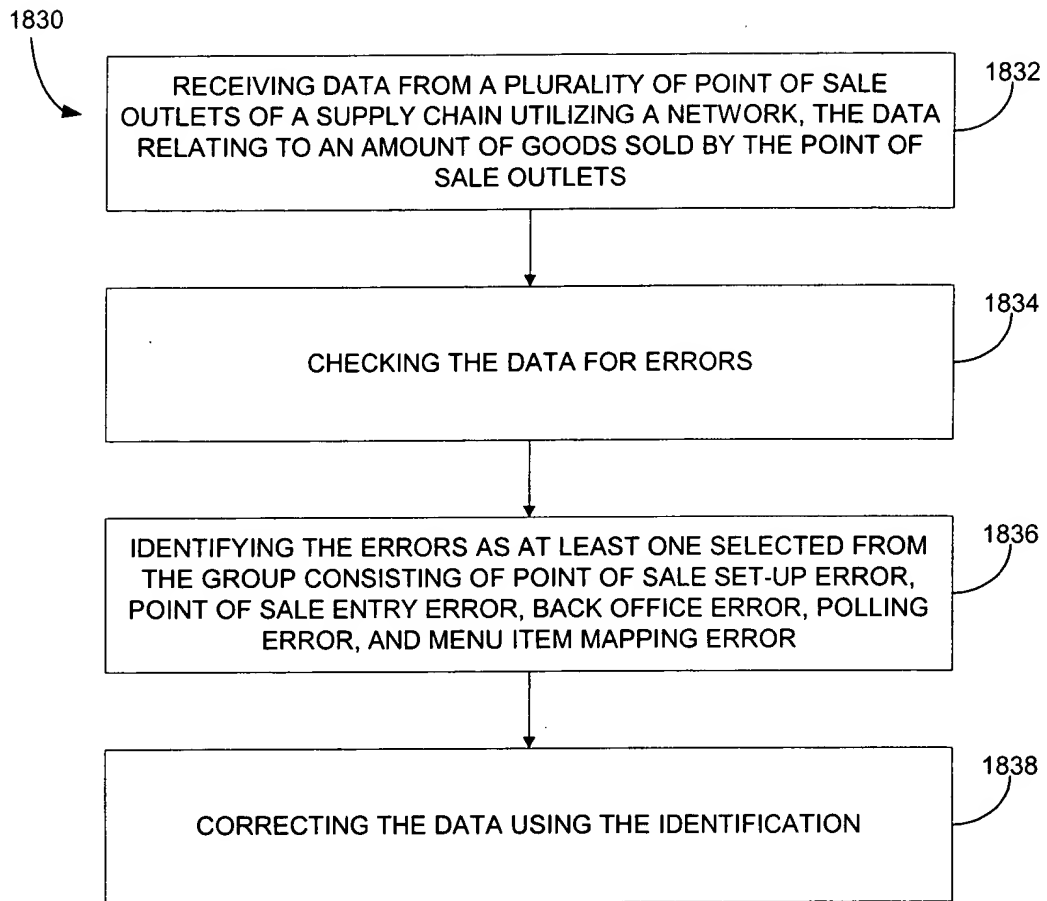 1830
RECEIVING DATA FROM A PLURALITY OF POINT OF SALE
OUTLETS OF A SUPPLY CHAIN UTILIZING A NETWORK, THE DATA
RELATING TO AN AMOUNT OF GOODS SOLD BY THE POINT OF
SALE OUTLETS
1832
CHECKING THE DATA FOR ERRORS
1834
IDENTIFYING THE ERRORS AS AT LEAST ONE SELECTED FROM
THE GROUP CONSISTING OF POINT OF SALE SET-UP ERROR,
POINT OF SALE ENTRY ERROR, BACK OFFICE ERROR, POLLING
ERROR, AND MENU ITEM MAPPING ERROR
1836
CORRECTING THE DATA USING THE IDENTIFICATION
1838